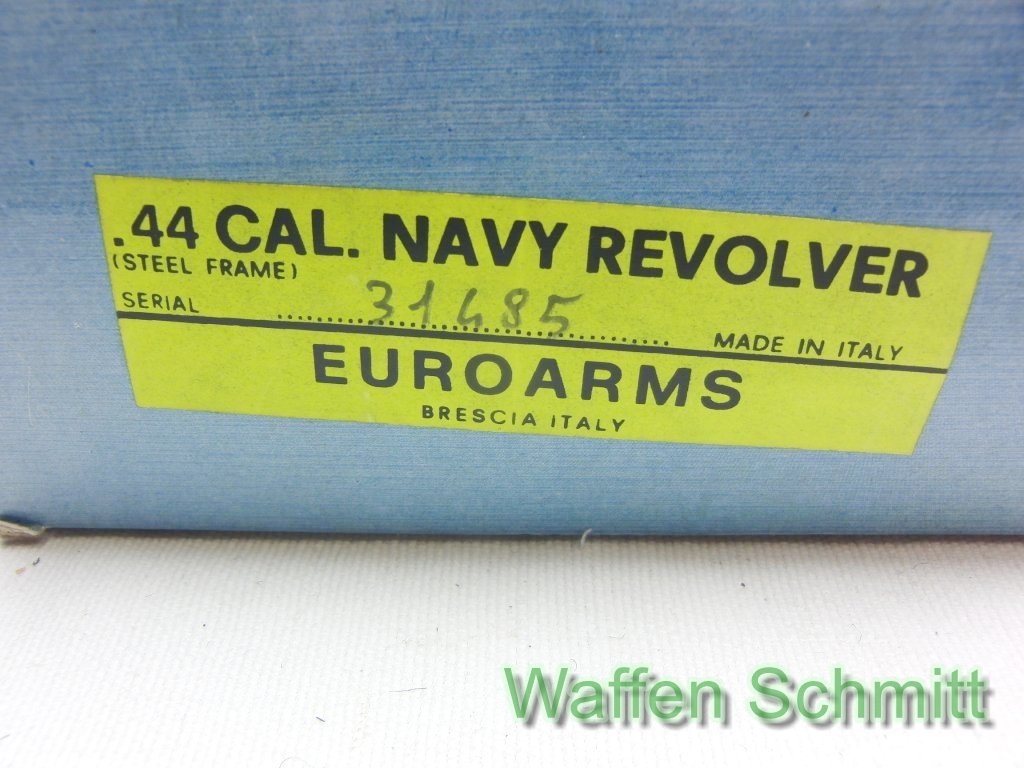 .44 CAL. NAVY REVOLVER
(STEEL FRAME)
SERIAL 31485 MADE IN ITALY
EUROARMS
BRESCIA ITALY
Waffen Schmitt